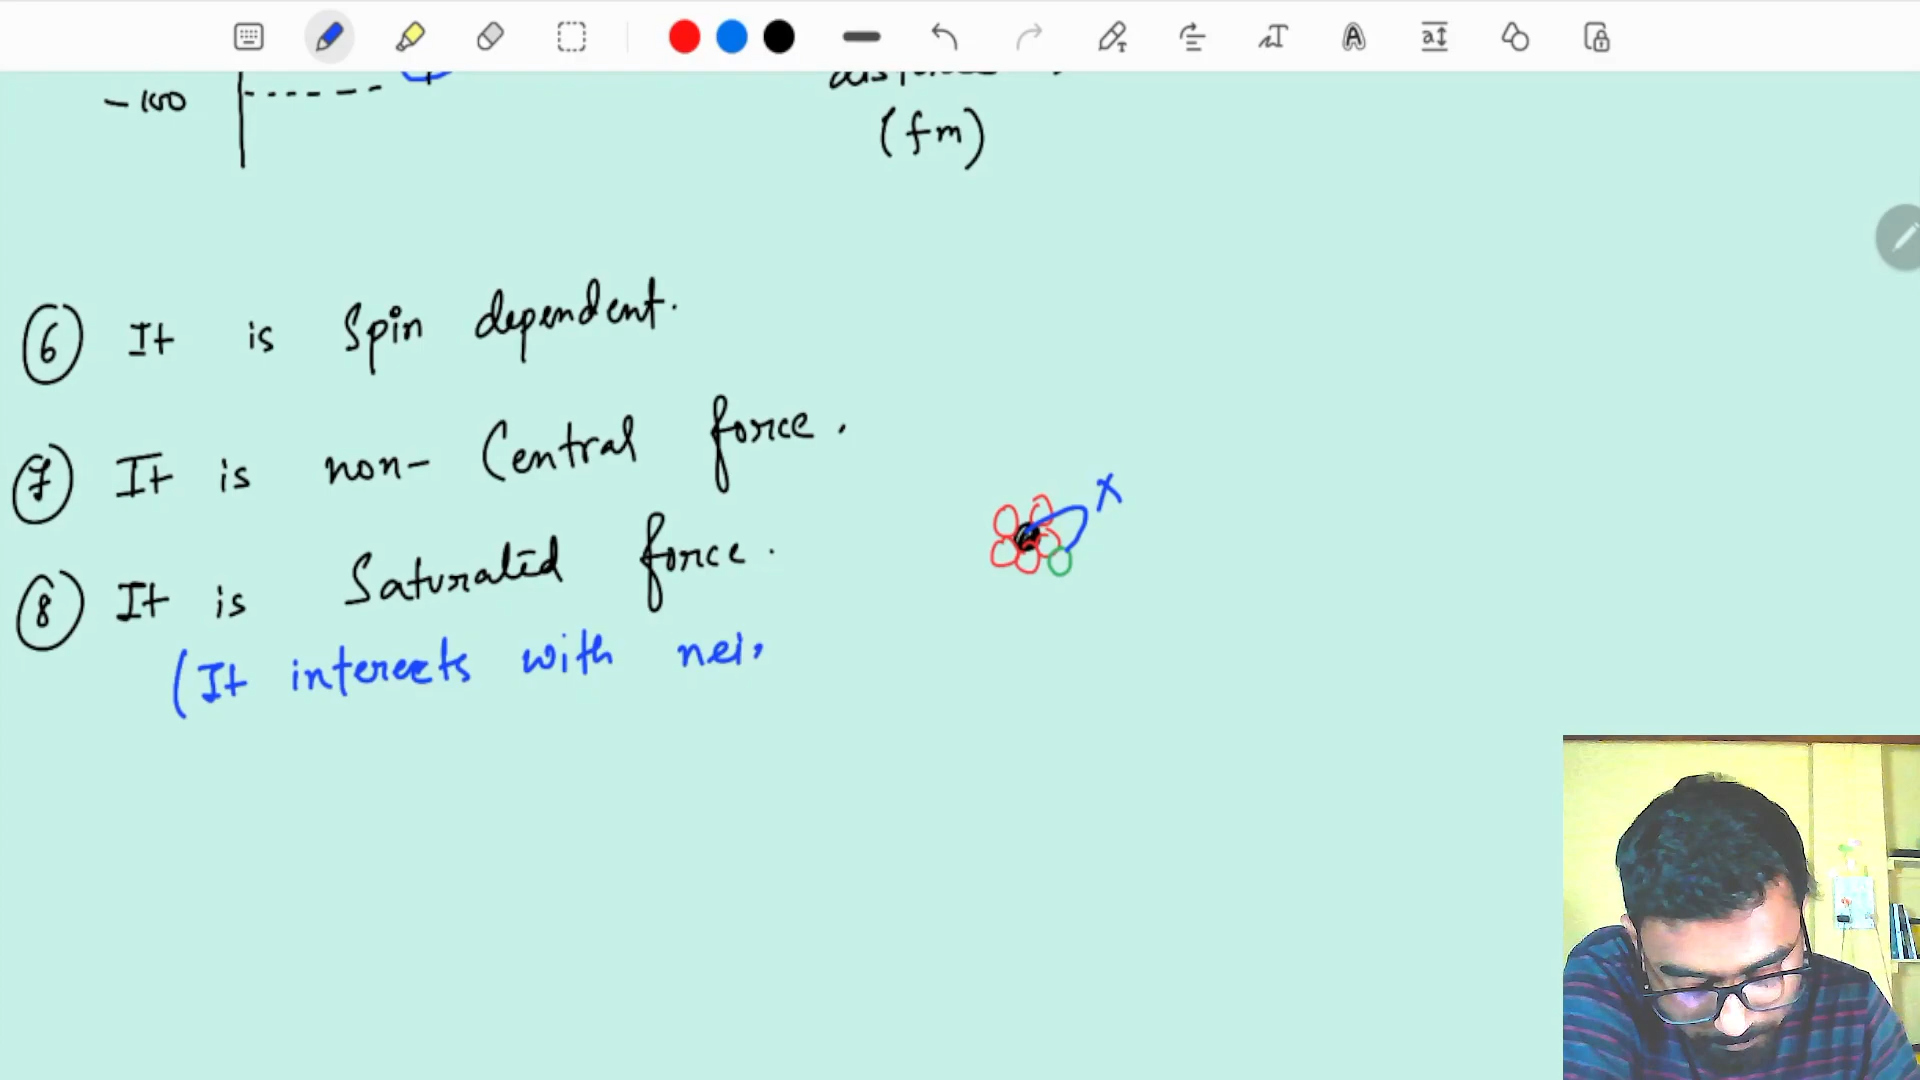 - 100
(fm)
6 It is Spin dependent.
7 It is non-Central force.
X
8 It is Saturated force.
(It interects with nei